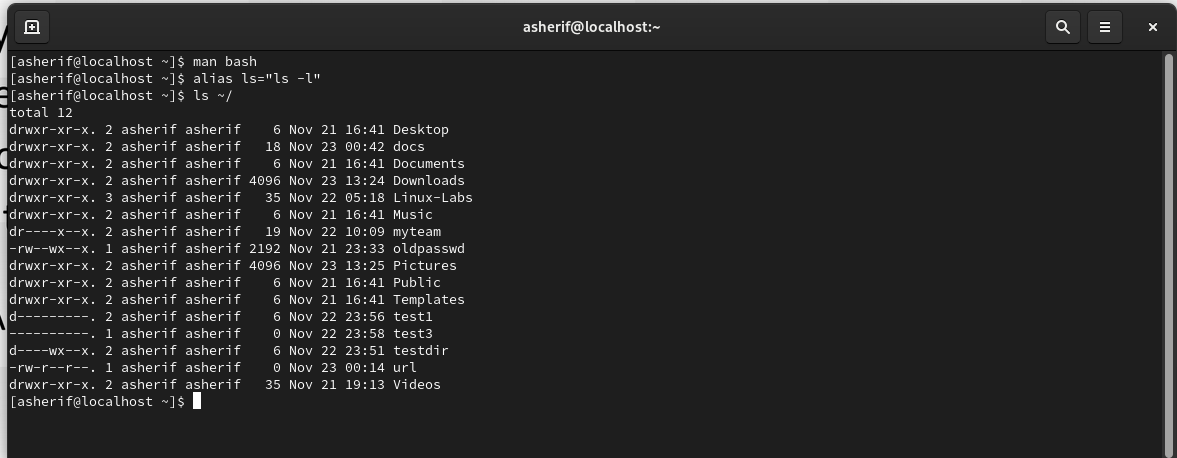 asherif@localhost:~
[asherif@localhost ~]$ man bash
[asherif@localhost ~]$ alias ls="ls -l"
[asherif@localhost ~]$ ls ~/
total 12
drwxr-xr-x. 2 asherif asherif    6 Nov 21 16:41 Desktop
drwxr-xr-x. 2 asherif asherif   18 Nov 23 00:42 docs
drwxr-xr-x. 2 asherif asherif    6 Nov 21 16:41 Documents
drwxr-xr-x. 2 asherif asherif 4096 Nov 23 13:24 Downloads
drwxr-xr-x. 3 asherif asherif   35 Nov 22 05:18 Linux-Labs
drwxr-xr-x. 2 asherif asherif    6 Nov 21 16:41 Music
dr----x--x. 2 asherif asherif   19 Nov 22 10:09 myteam
-rw--wx--x. 1 asherif asherif 2192 Nov 21 23:33 oldpasswd
drwxr-xr-x. 2 asherif asherif 4096 Nov 23 13:25 Pictures
drwxr-xr-x. 2 asherif asherif    6 Nov 21 16:41 Public
drwxr-xr-x. 2 asherif asherif    6 Nov 21 16:41 Templates
d---------. 2 asherif asherif    6 Nov 22 23:56 test1
----------. 1 asherif asherif    0 Nov 22 23:58 test3
d----wx--x. 2 asherif asherif    6 Nov 22 23:51 testdir
-rw-r--r--. 1 asherif asherif    0 Nov 23 00:14 url
drwxr-xr-x. 2 asherif asherif   35 Nov 21 19:13 Videos
[asherif@localhost ~]$